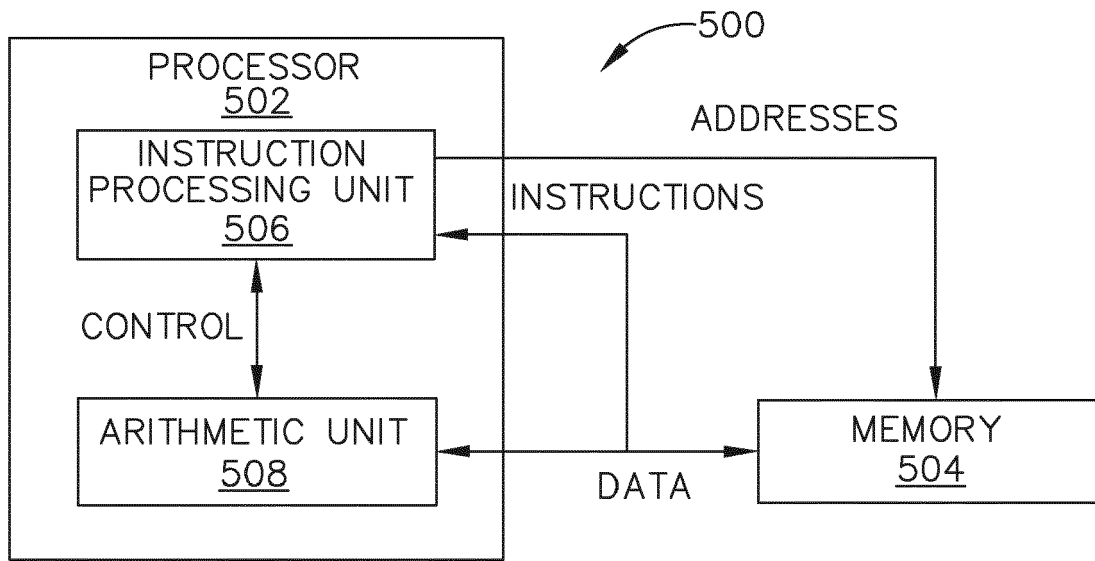 500
PROCESSOR
502
ADDRESSES
INSTRUCTION
PROCESSING UNIT
506
INSTRUCTIONS
CONTROL
ARITHMETIC UNIT
508
DATA
MEMORY
504